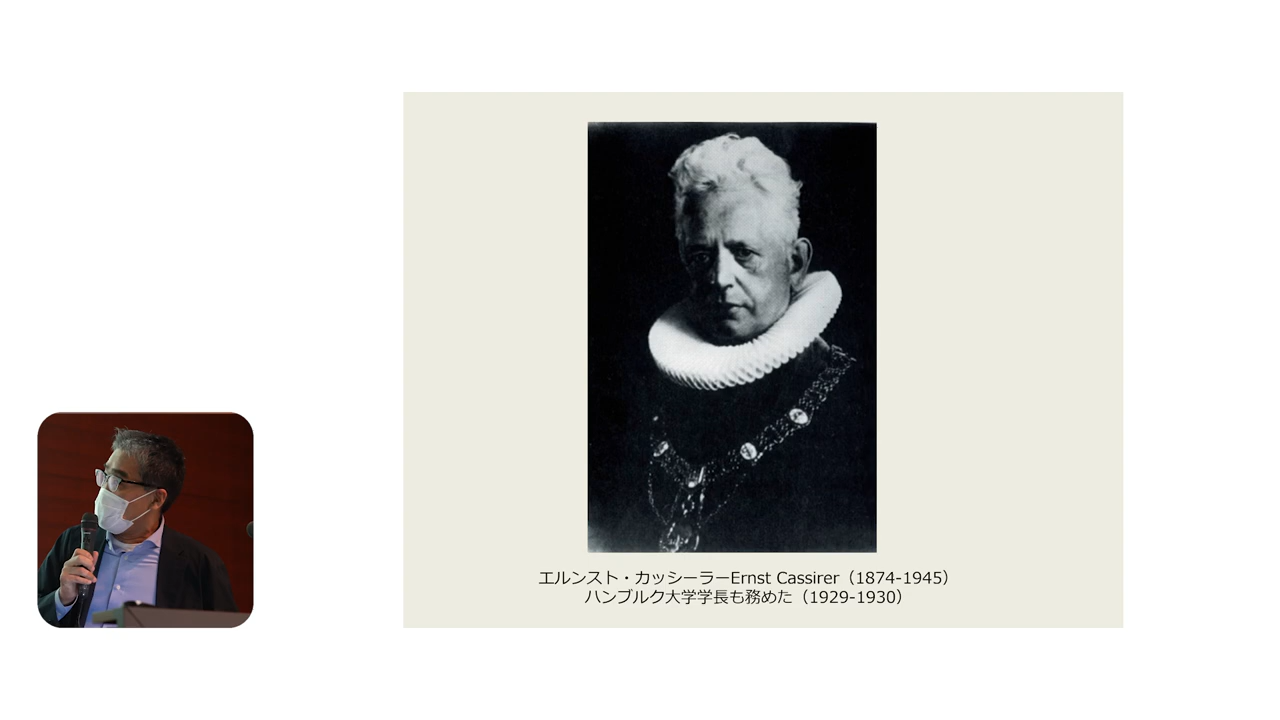 エルンスト・カッシーラーErnst Cassirer（1874-1945）
ハンブルク大学学長も務めた（1929-1930）